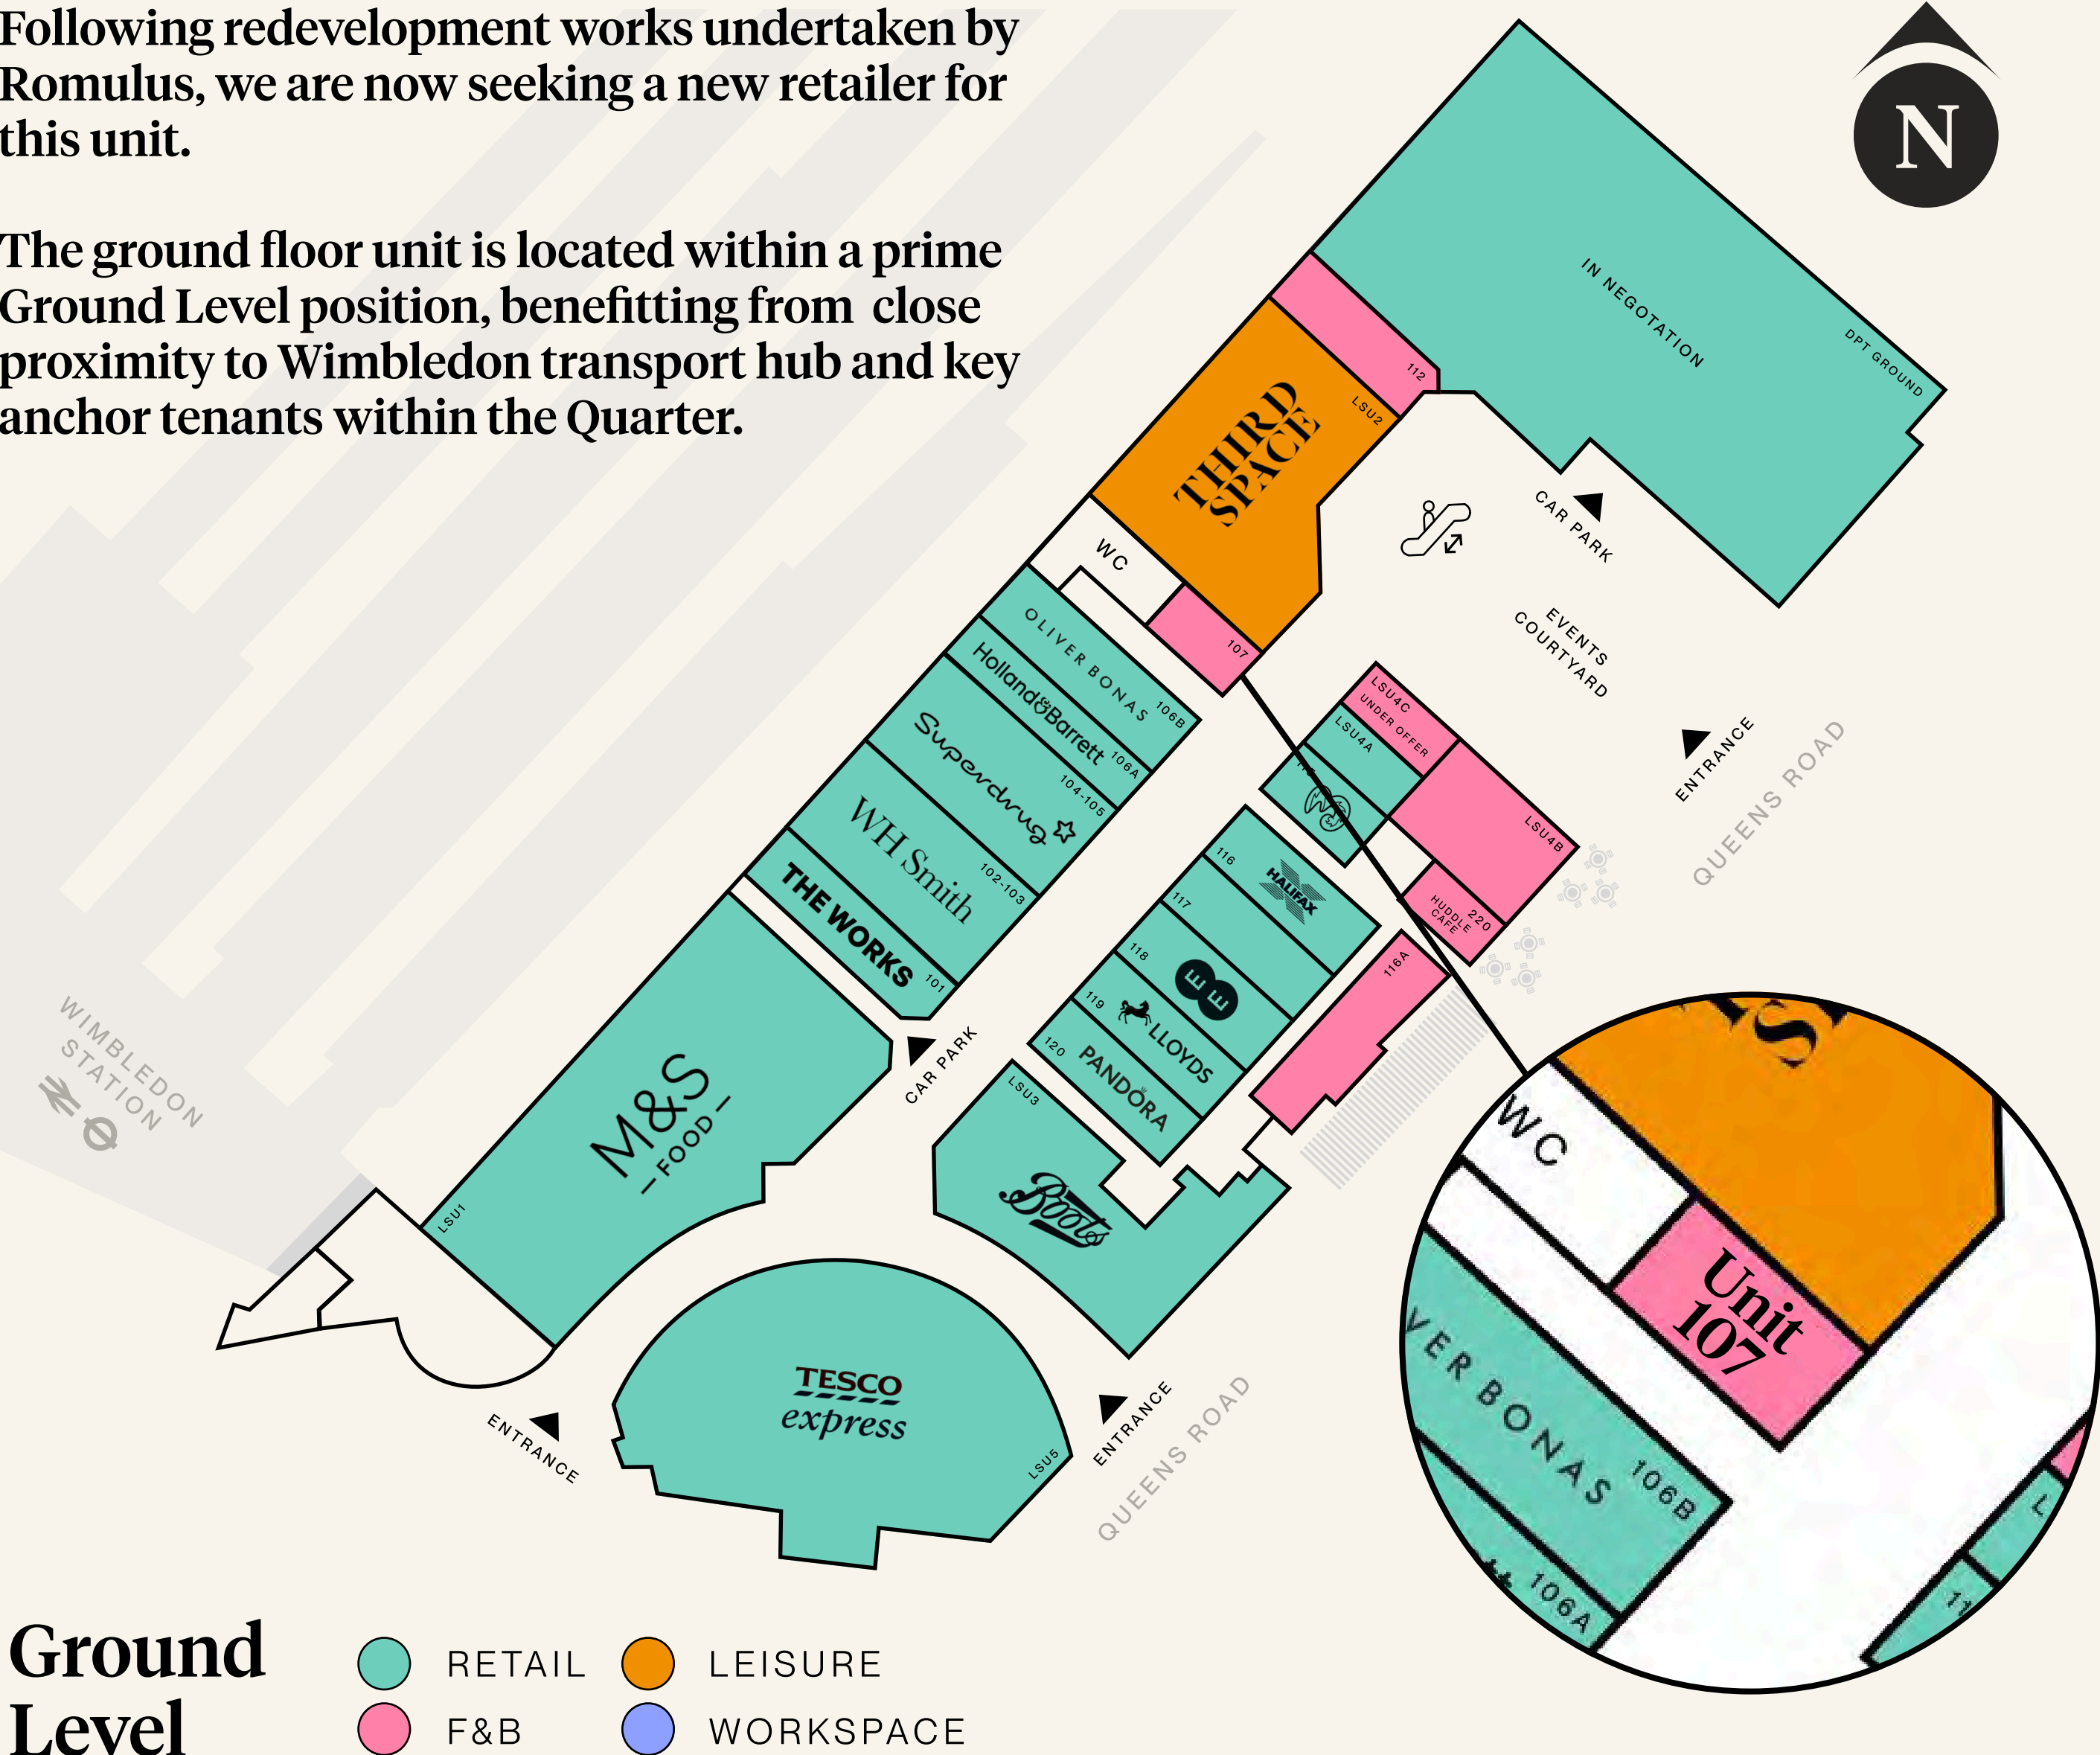 Following redevelopment works undertaken by
Romulus, we are now seeking a new retailer for
this unit.
The ground floor unit is located within a prime
Ground Level position, benefitting from close
proximity to Wimbledon transport hub and key
anchor tenants within the Quarter.
N
IN NEGOTATION
DPT GROUND
112
LSU2
THIRD
SPACE
CAR PARK
WC
107
EVENTS
COURTYARD
OLIVER BONAS
106B
Holland&Barrett
106A
Superdrug
104-105
WHSmith
102-103
THE WORKS
101
LSU4C
UNDER OFFER
LSU4A
LSU4B
ENTRANCE
QUEENS ROAD
HUDDLE
CAFE
220
116
HALIFAX
117
118
EE
119
LLOYDS
120
PANDORA
116A
WIMBLEDON
STATION
M&S
FOOD
LSU1
CAR PARK
LSU3
Boots
TESCO
express
LSU5
ENTRANCE
ENTRANCE
QUEENS ROAD
WC
Unit
107
VER BONAS
106B
106A
L
11
Ground
Level
RETAIL
LEISURE
F&B
WORKSPACE